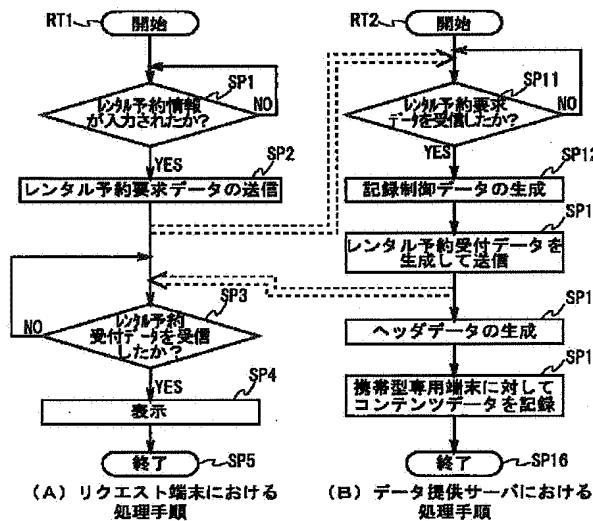 RT1
開始
SP1
レンタル予約情報
が入力されたか？
NO
YES
SP2
レンタル予約要求データの送信
SP3
レンタル予約
受付データを受信
したか？
NO
YES
SP4
表示
終了
SP5
(A) リクエスト端末における
処理手順
RT2
開始
SP11
レンタル予約要求
データを受信したか？
NO
YES
SP12
記録制御データの生成
SP1
レンタル予約受付データを
生成して送信
SP1
ヘッダデータの生成
SP1
携帯型専用端末に対して
コンテンツデータを記録
終了
SP16
(B) データ提供サーバにおける
処理手順